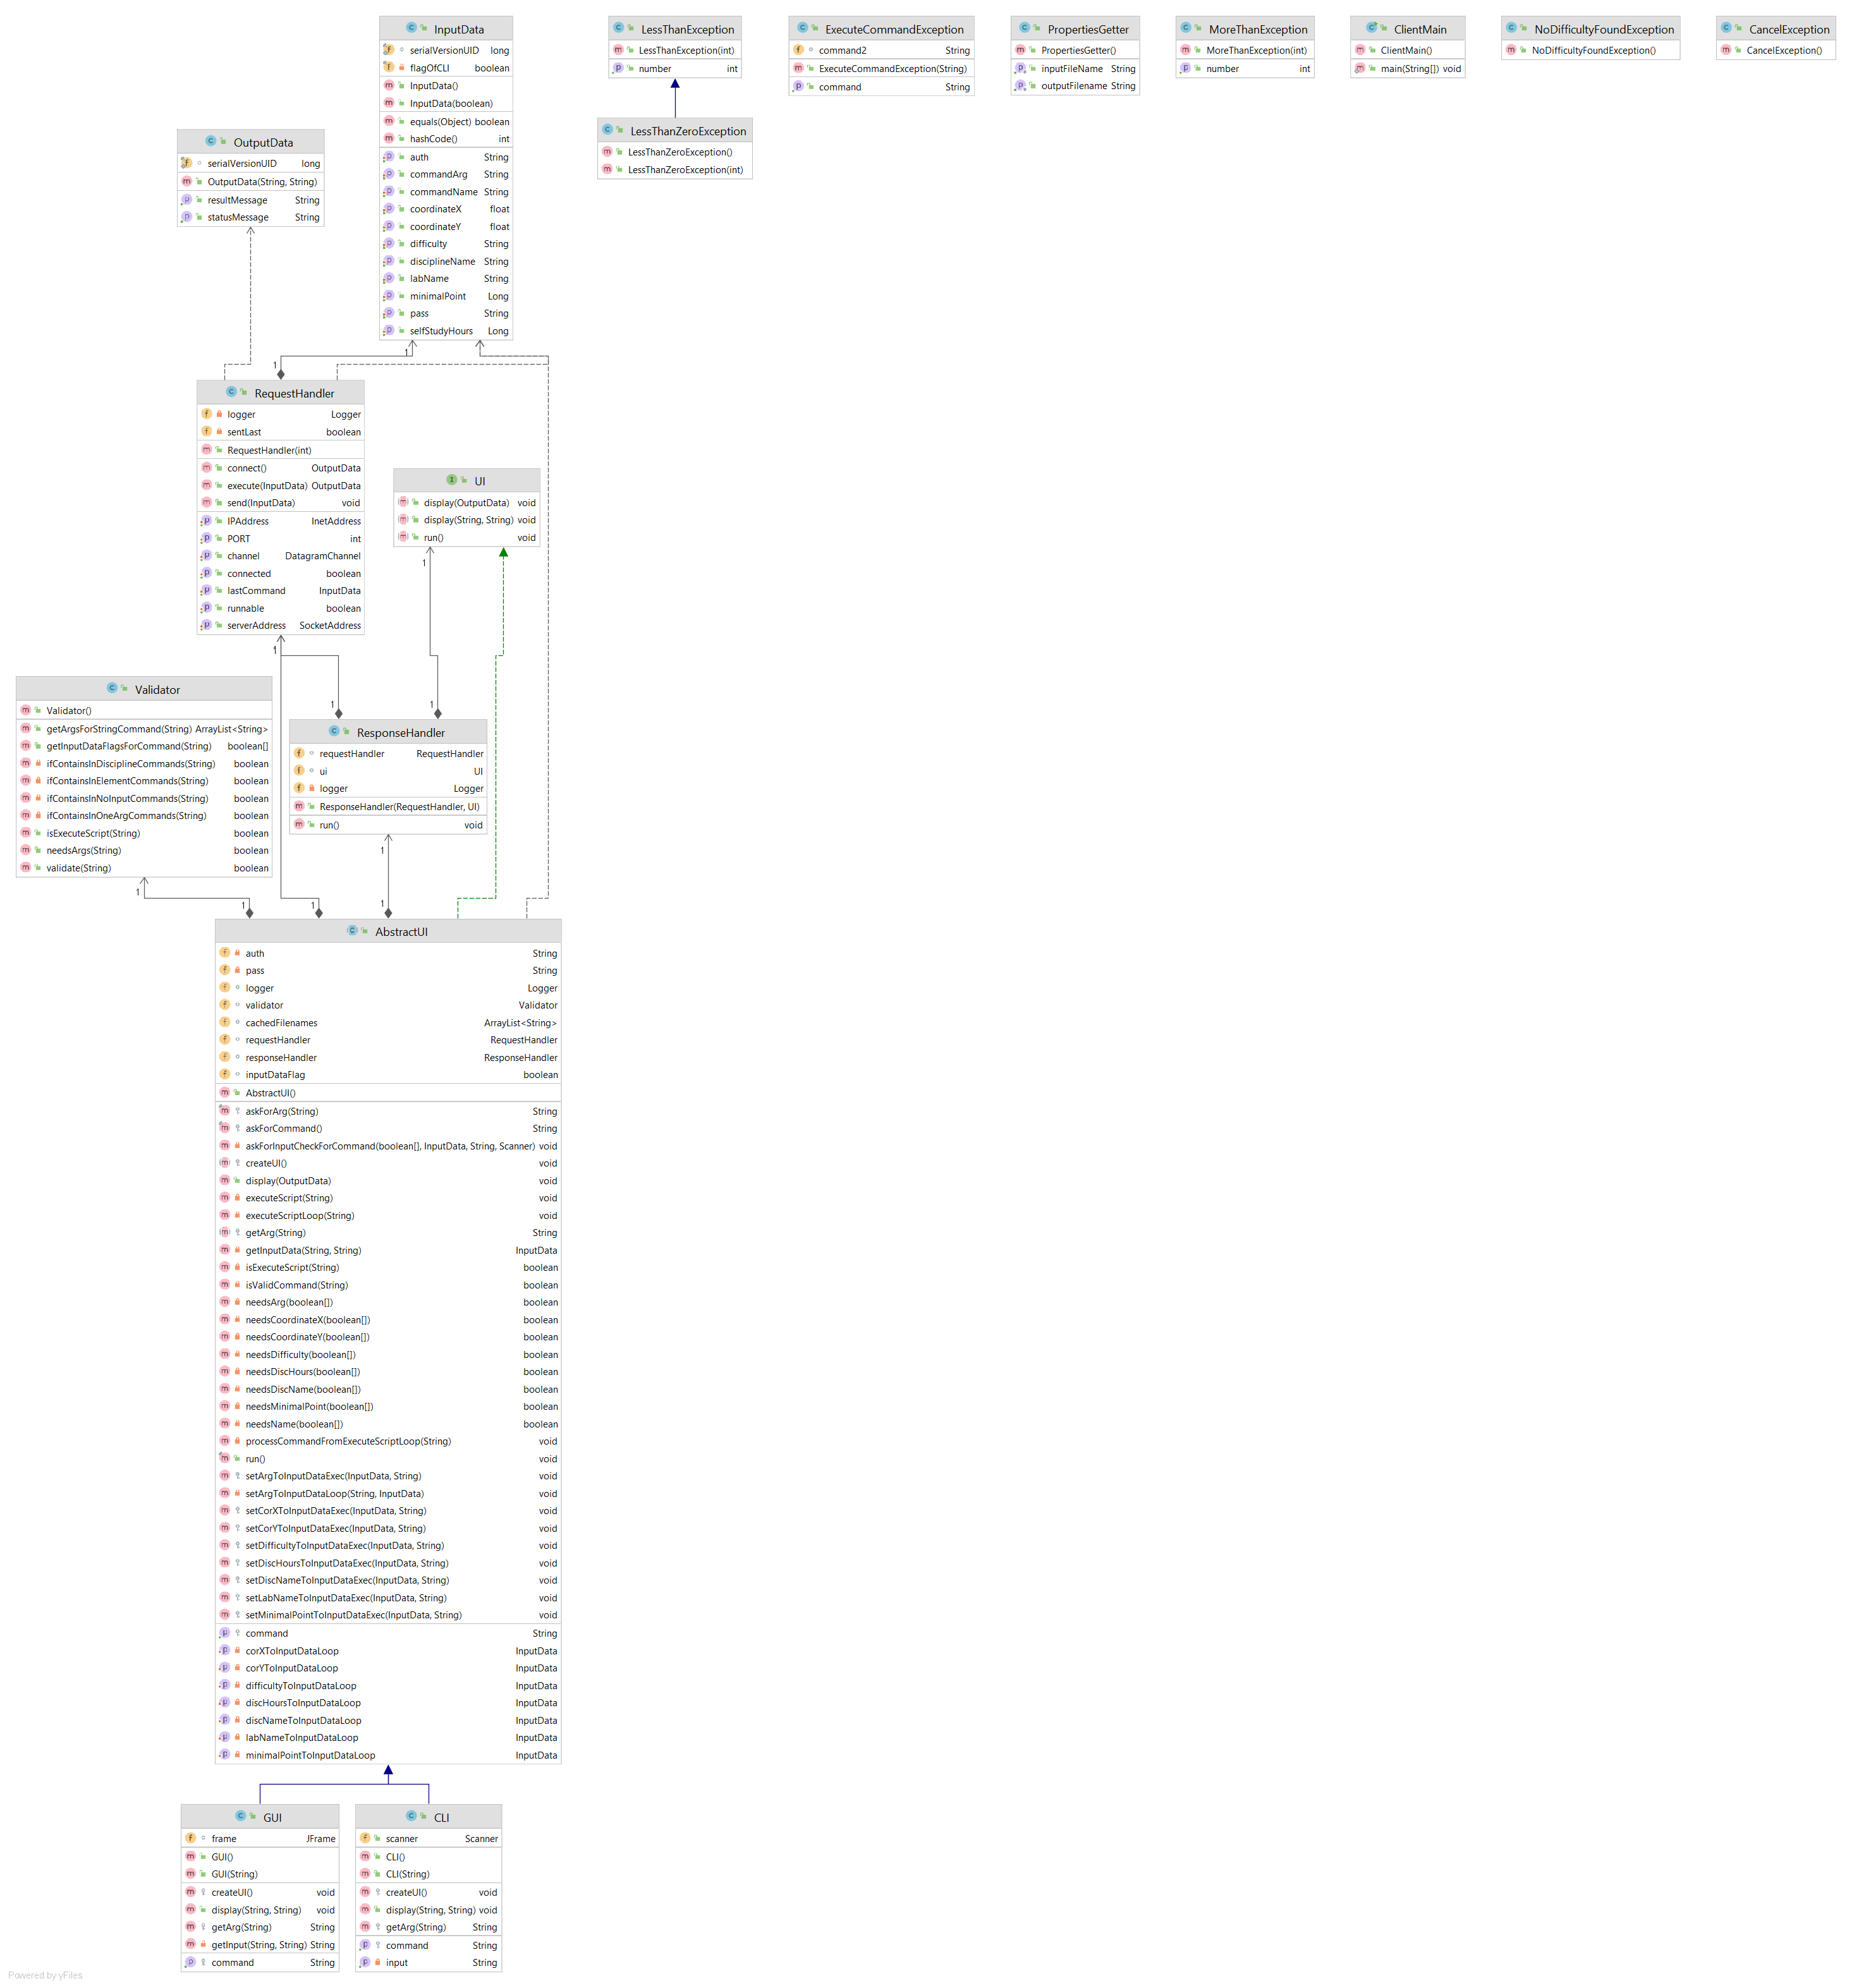 InputData
serialVersionUID long
flagOfCLI boolean
InputData()
InputData(boolean)
equals(Object) boolean
hashCode() int
auth String
commandArg String
commandName String
coordinateX float
coordinateY float
difficulty String
disciplineName String
labName String
minimalPoint Long
pass String
selfStudyHours Long
LessThanException
LessThanException(int)
number int
ExecuteCommandException
command2 String
ExecuteCommandException(String)
command String
PropertiesGetter
PropertiesGetter()
inputFileName String
outputFilename String
MoreThanException
MoreThanException(int)
number int
ClientMain
ClientMain()
main(String[]) void
NoDifficultyFoundException
NoDifficultyFoundException()
CancelException
CancelException()
LessThanZeroException
LessThanZeroException()
LessThanZeroException(int)
OutputData
serialVersionUID long
OutputData(String, String)
resultMessage String
statusMessage String
1
1
RequestHandler
logger Logger
sentLast boolean
RequestHandler(int)
connect() OutputData
execute(InputData) OutputData
send(InputData) void
IPAddress InetAddress
PORT int
channel DatagramChannel
connected boolean
lastCommand InputData
runnable boolean
serverAddress SocketAddress
UI
display(OutputData) void
display(String, String) void
run() void
1
1
1
1
Validator
Validator()
getArgsForStringCommand(String) ArrayList<String>
getInputDataFlagsForCommand(String) boolean[]
ifContainsInDisciplineCommands(String) boolean
ifContainsInElementCommands(String) boolean
ifContainsInNoInputCommands(String) boolean
ifContainsInOneArgCommands(String) boolean
isExecuteScript(String) boolean
needsArgs(String) boolean
validate(String) boolean
ResponseHandler
requestHandler RequestHandler
ui UI
logger Logger
ResponseHandler(RequestHandler, UI)
run() void
1
1
1
1
1
AbstractUI
auth String
pass String
logger Logger
validator Validator
cachedFilenames ArrayList<String>
requestHandler RequestHandler
responseHandler ResponseHandler
inputDataFlag boolean
AbstractUI()
askForArg(String) String
askForCommand() String
askForInputCheckForCommand(boolean[], InputData, String, Scanner) void
createUI() void
display(OutputData) void
executeScript(String) void
executeScriptLoop(String) void
getArg(String) String
getInputData(String, String) InputData
isExecuteScript(String) boolean
isValidCommand(String) boolean
needsArg(boolean[]) boolean
needsCoordinateX(boolean[]) boolean
needsCoordinateY(boolean[]) boolean
needsDifficulty(boolean[]) boolean
needsDiscHours(boolean[]) boolean
needsDiscName(boolean[]) boolean
needsMinimalPoint(boolean[]) boolean
needsName(boolean[]) boolean
processCommandFromExecuteScriptLoop(String) void
run() void
setArgToInputDataExec(InputData, String) void
setArgToInputDataLoop(String, InputData) void
setCorXToInputDataExec(InputData, String) void
setCorYToInputDataExec(InputData, String) void
setDifficultyToInputDataExec(InputData, String) void
setDiscHoursToInputDataExec(InputData, String) void
setDiscNameToInputDataExec(InputData, String) void
setLabNameToInputDataExec(InputData, String) void
setMinimalPointToInputDataExec(InputData, String) void
command String
corXToInputDataLoop InputData
corYToInputDataLoop InputData
difficultyToInputDataLoop InputData
discHoursToInputDataLoop InputData
discNameToInputDataLoop InputData
labNameToInputDataLoop InputData
minimalPointToInputDataLoop InputData
GUI
frame JFrame
GUI()
GUI(String)
createUI() void
display(String, String) void
getArg(String) String
getInput(String, String) String
command String
CLI
scanner Scanner
CLI()
CLI(String)
createUI() void
display(String, String) void
getArg(String) String
command String
input String
Powered by yFiles